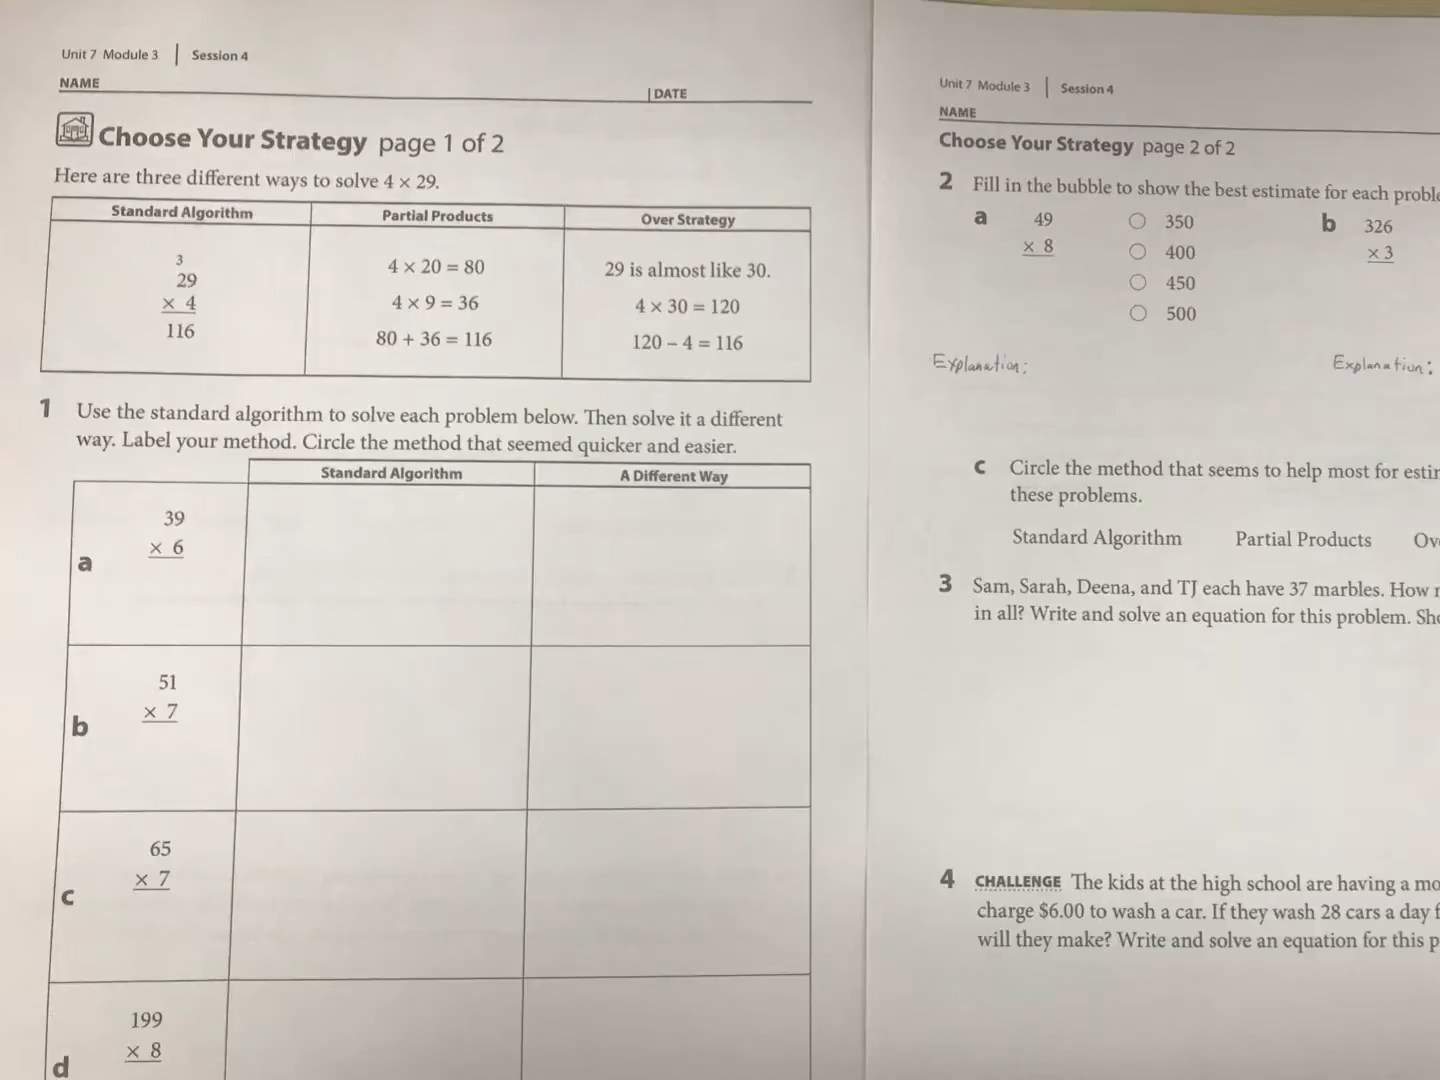 Unit 7 Module 3 | Session 4
NAME | DATE
Choose Your Strategy page 1 of 2
Here are three different ways to solve 4 × 29.
Standard Algorithm Partial Products Over Strategy
3
29
× 4
116
4 × 20 = 80
4 × 9 = 36
80 + 36 = 116
29 is almost like 30.
4 × 30 = 120
120 – 4 = 116
1 Use the standard algorithm to solve each problem below. Then solve it a different
way. Label your method. Circle the method that seemed quicker and easier.
Standard Algorithm A Different Way
a 39
× 6
b 51
× 7
c 65
× 7
d 199
× 8
Unit 7 Module 3 | Session 4
NAME
Choose Your Strategy page 2 of 2
2 Fill in the bubble to show the best estimate for each
a 49
× 8
350
400
450
500
b 326
× 3
Explanation: Explanation:
c Circle the method that seems to help most for
these problems.
Standard Algorithm Partial Products
3 Sam, Sarah, Deena, and TJ each have 37 marbles. How
in all? Write and solve an equation for this problem.
4 CHALLENGE The kids at the high school are having a
charge $6.00 to wash a car. If they wash 28 cars a day
will they make? Write and solve an equation for this